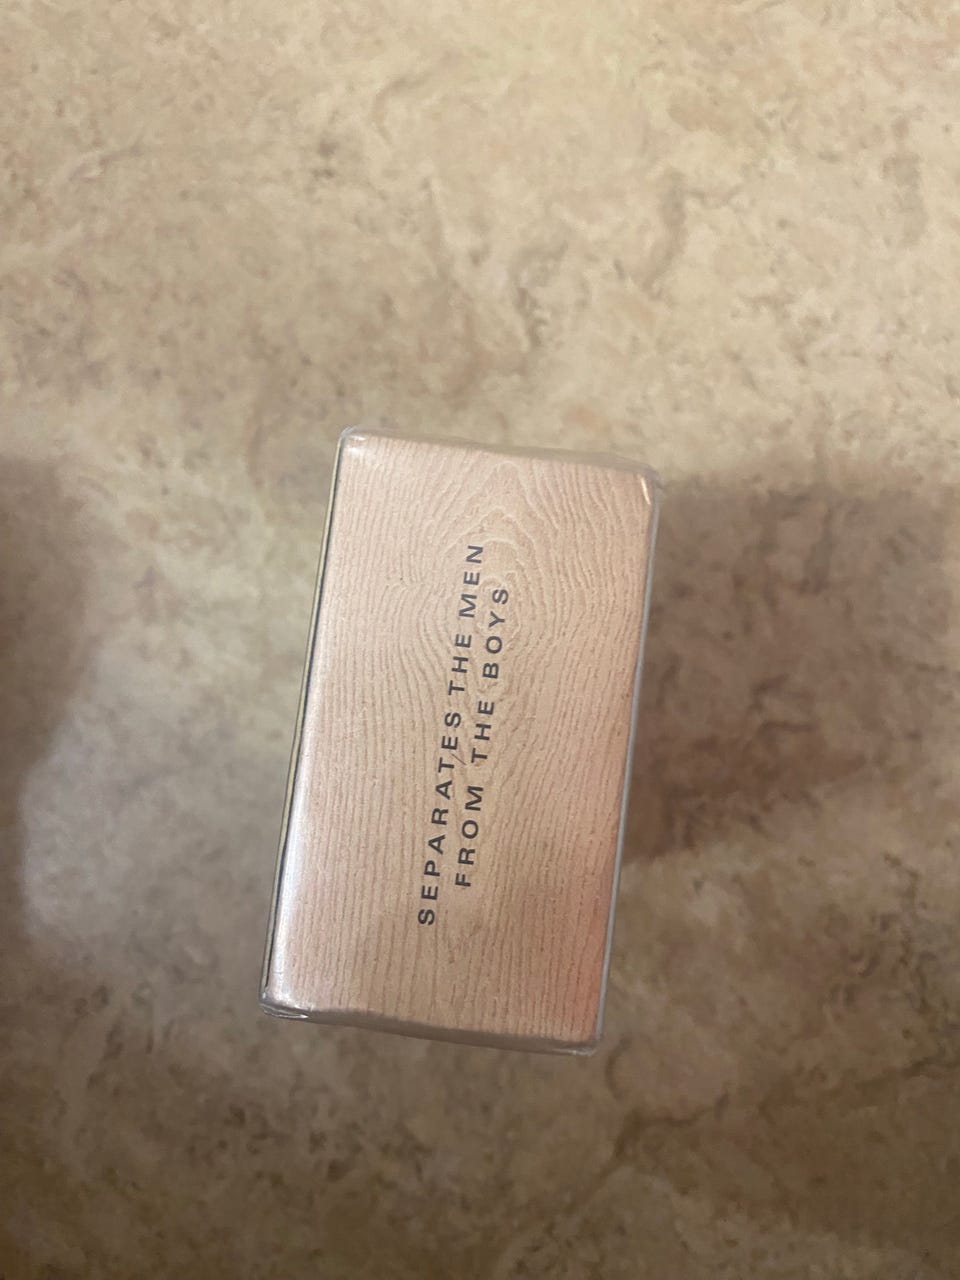 SEPARATES THE MEN
FROM THE BOYS